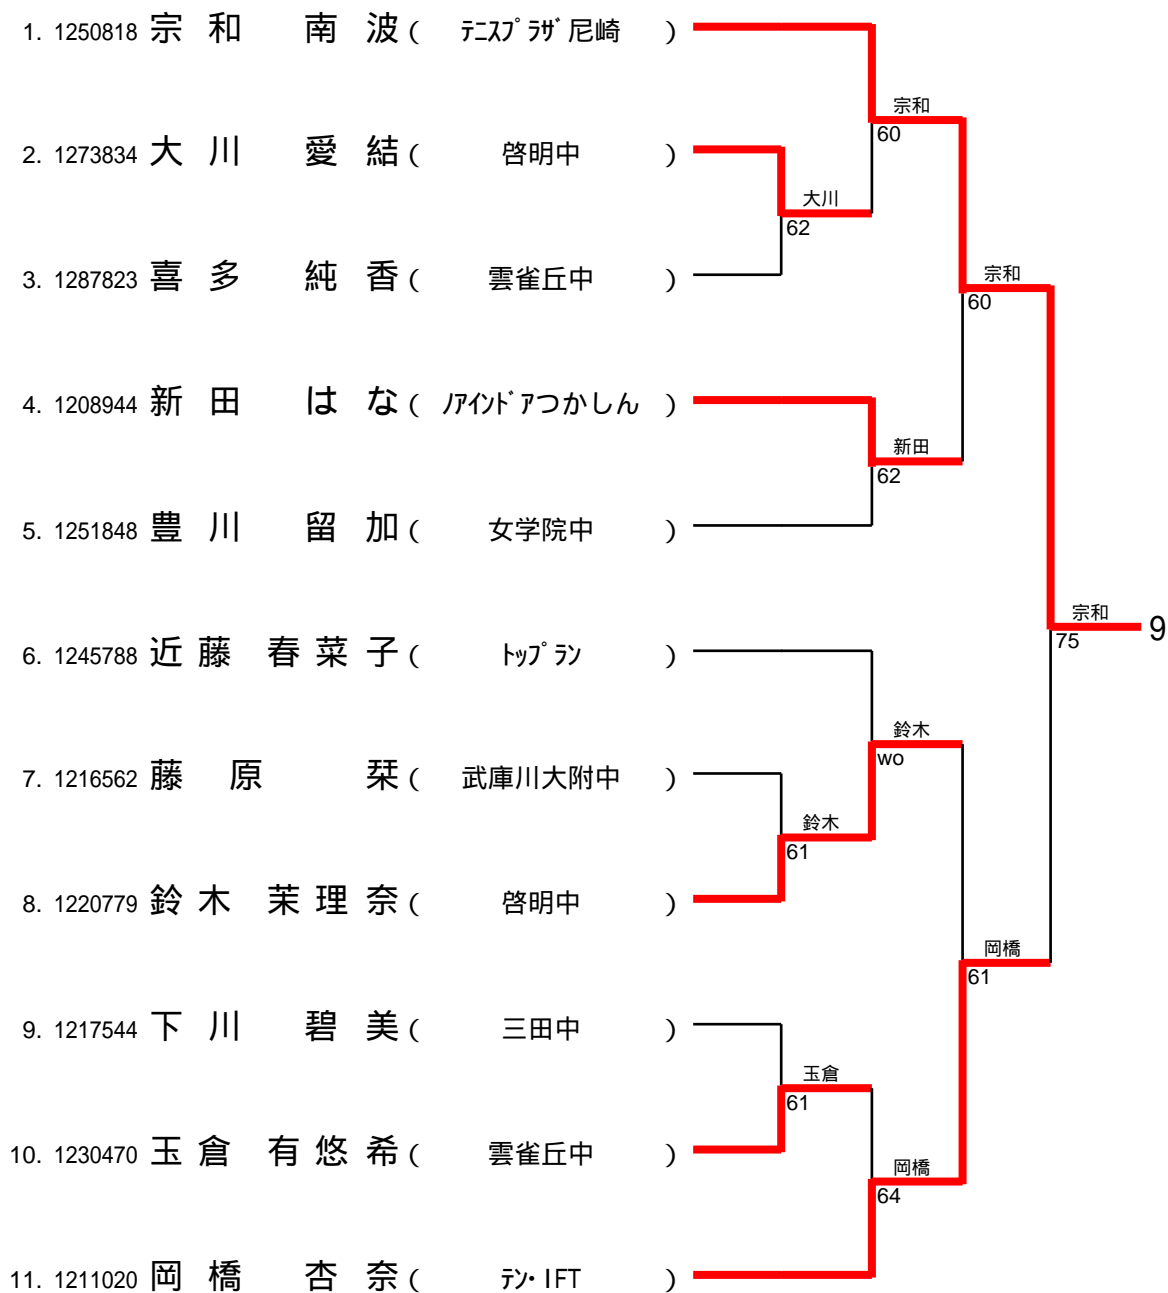 1. 1250818 宗 和 南 波 ( ﾃﾆｽﾌﾟﾗｻﾞ尼崎 )
宗和
60
2. 1273834 大 川 愛 結 ( 啓明中 )
大川
62
3. 1287823 喜 多 純 香 ( 雲雀丘中 )
宗和
60
4. 1208944 新 田 は な ( ﾉｱｲﾝﾄﾞｱつかしん )
新田
62
5. 1251848 豊 川 留 加 ( 女学院中 )
宗和
75
9
6. 1245788 近 藤 春 菜 子 ( ﾄｯﾌﾟﾗﾝ )
鈴木
wo
7. 1216562 藤 原 栞 ( 武庫川大附中 )
鈴木
61
8. 1220779 鈴 木 茉 理 奈 ( 啓明中 )
岡橋
61
9. 1217544 下 川 碧 美 ( 三田中 )
玉倉
61
10. 1230470 玉 倉 有 悠 希 ( 雲雀丘中 )
岡橋
64
11. 1211020 岡 橋 杏 奈 ( ﾃﾝ･IFT )